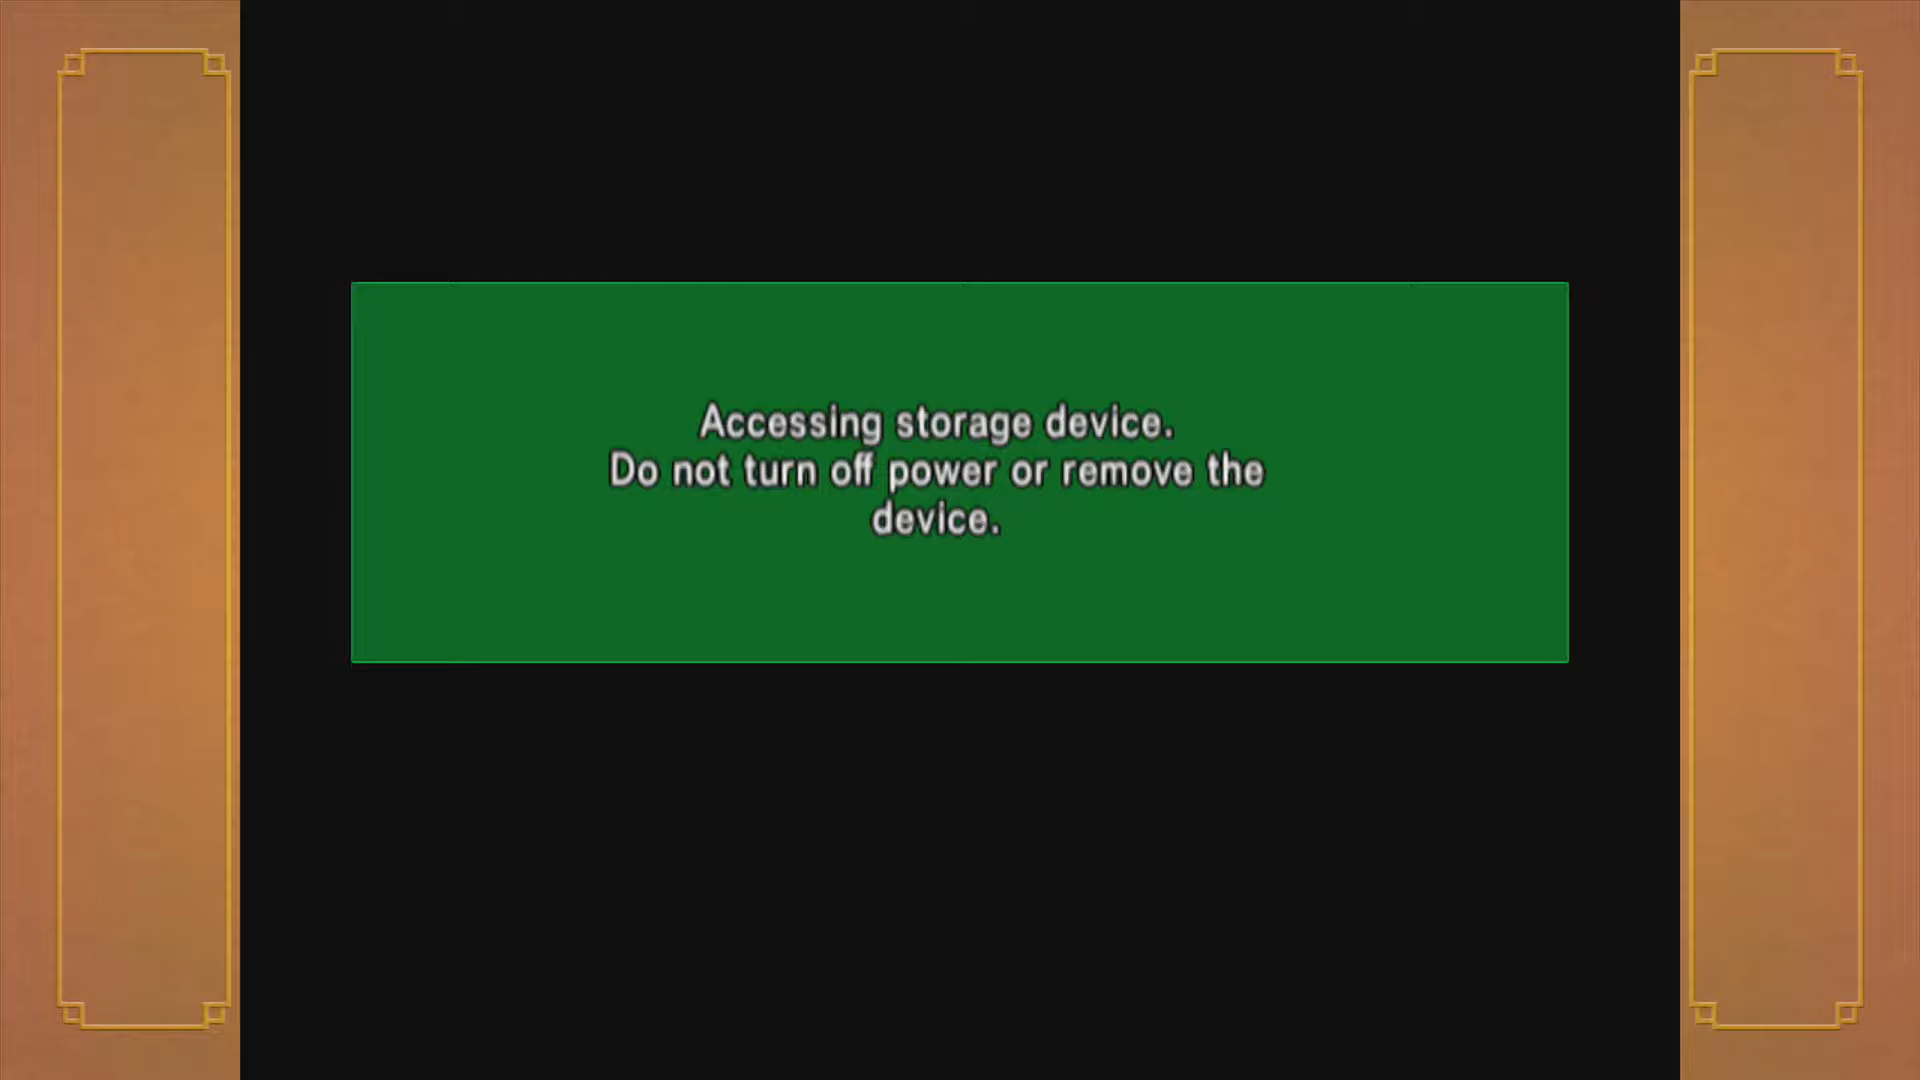 Accessing storage device.
Do not turn off power or remove the
device.